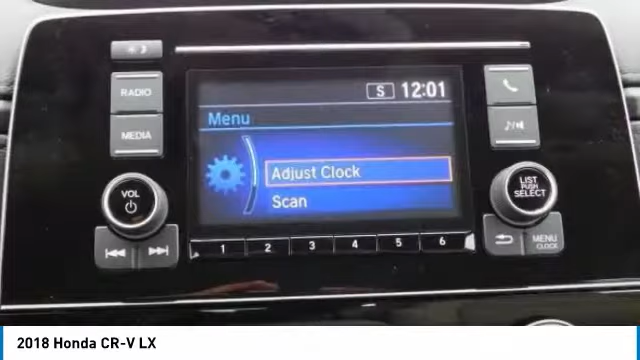 RADIO
MEDIA
VOL
S 12:01
Menu
Adjust Clock
Scan
1 2 3 4 5 6
LIST
PUSH
SELECT
MENU
CLOCK
2018 Honda CR-V LX